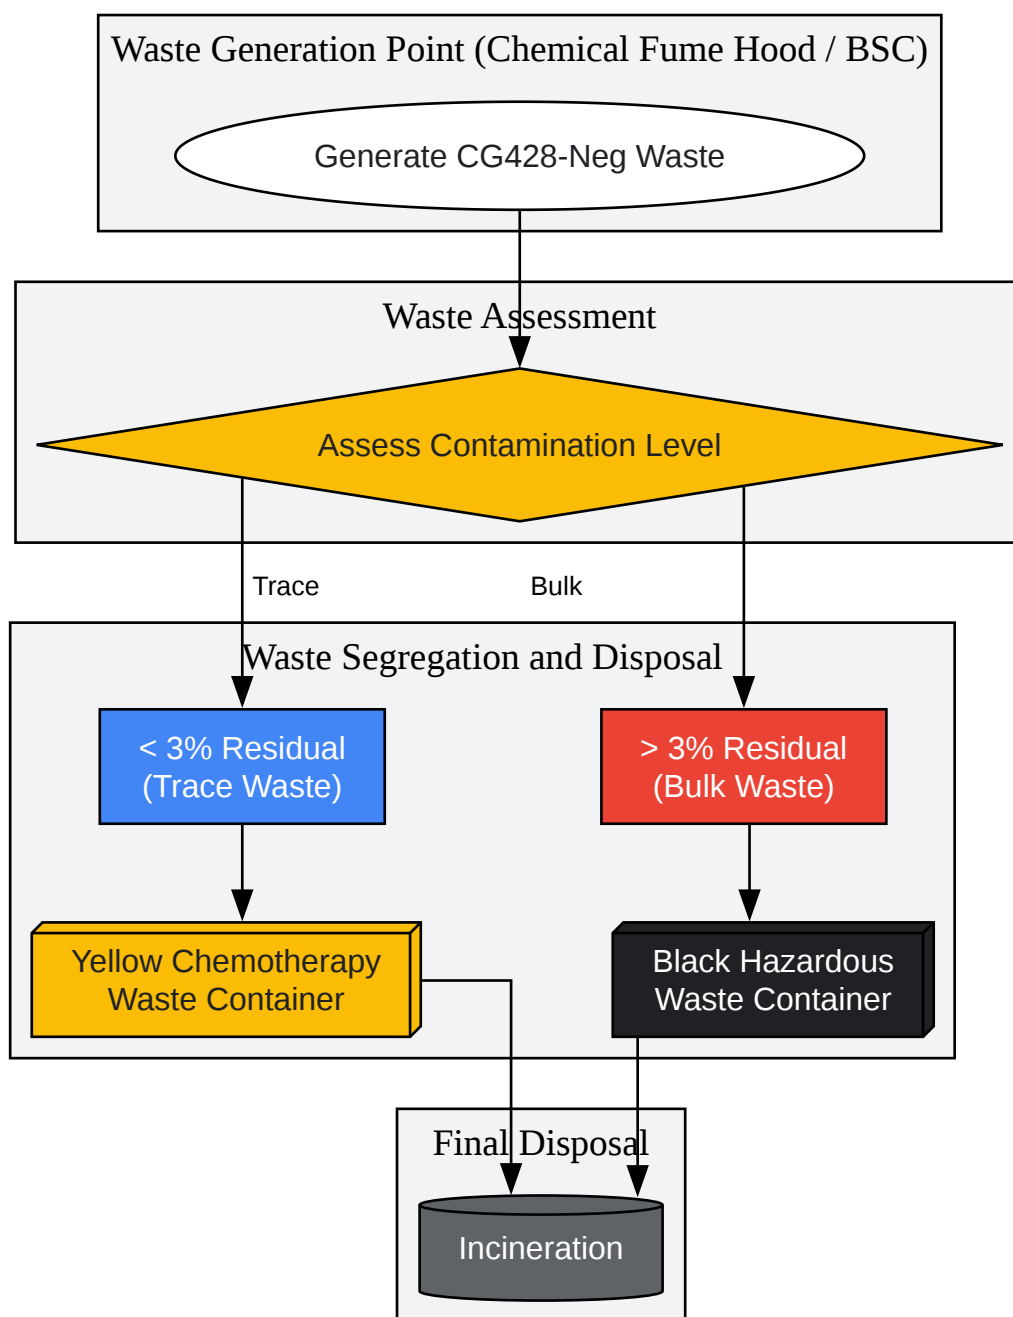 Waste Generation Point (Chemical Fume Hood / BSC)
Generate CG428-Neg Waste
Waste Assessment
Assess Contamination Level
Trace
Bulk
Waste Segregation and Disposal
< 3% Residual
(Trace Waste)
> 3% Residual
(Bulk Waste)
Yellow Chemotherapy
Waste Container
Black Hazardous
Waste Container
Final Disposal
Incineration